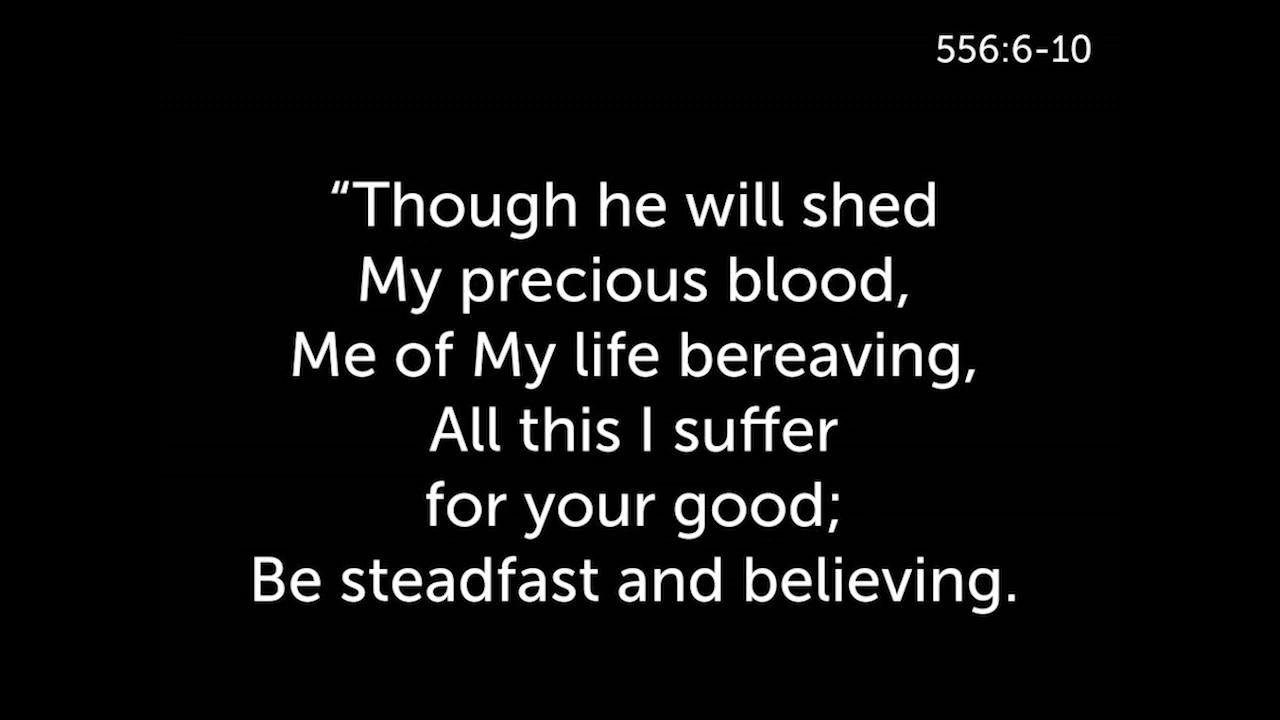 556:6-10
“Though he will shed
My precious blood,
Me of My life bereaving,
All this I suffer
for your good;
Be steadfast and believing.